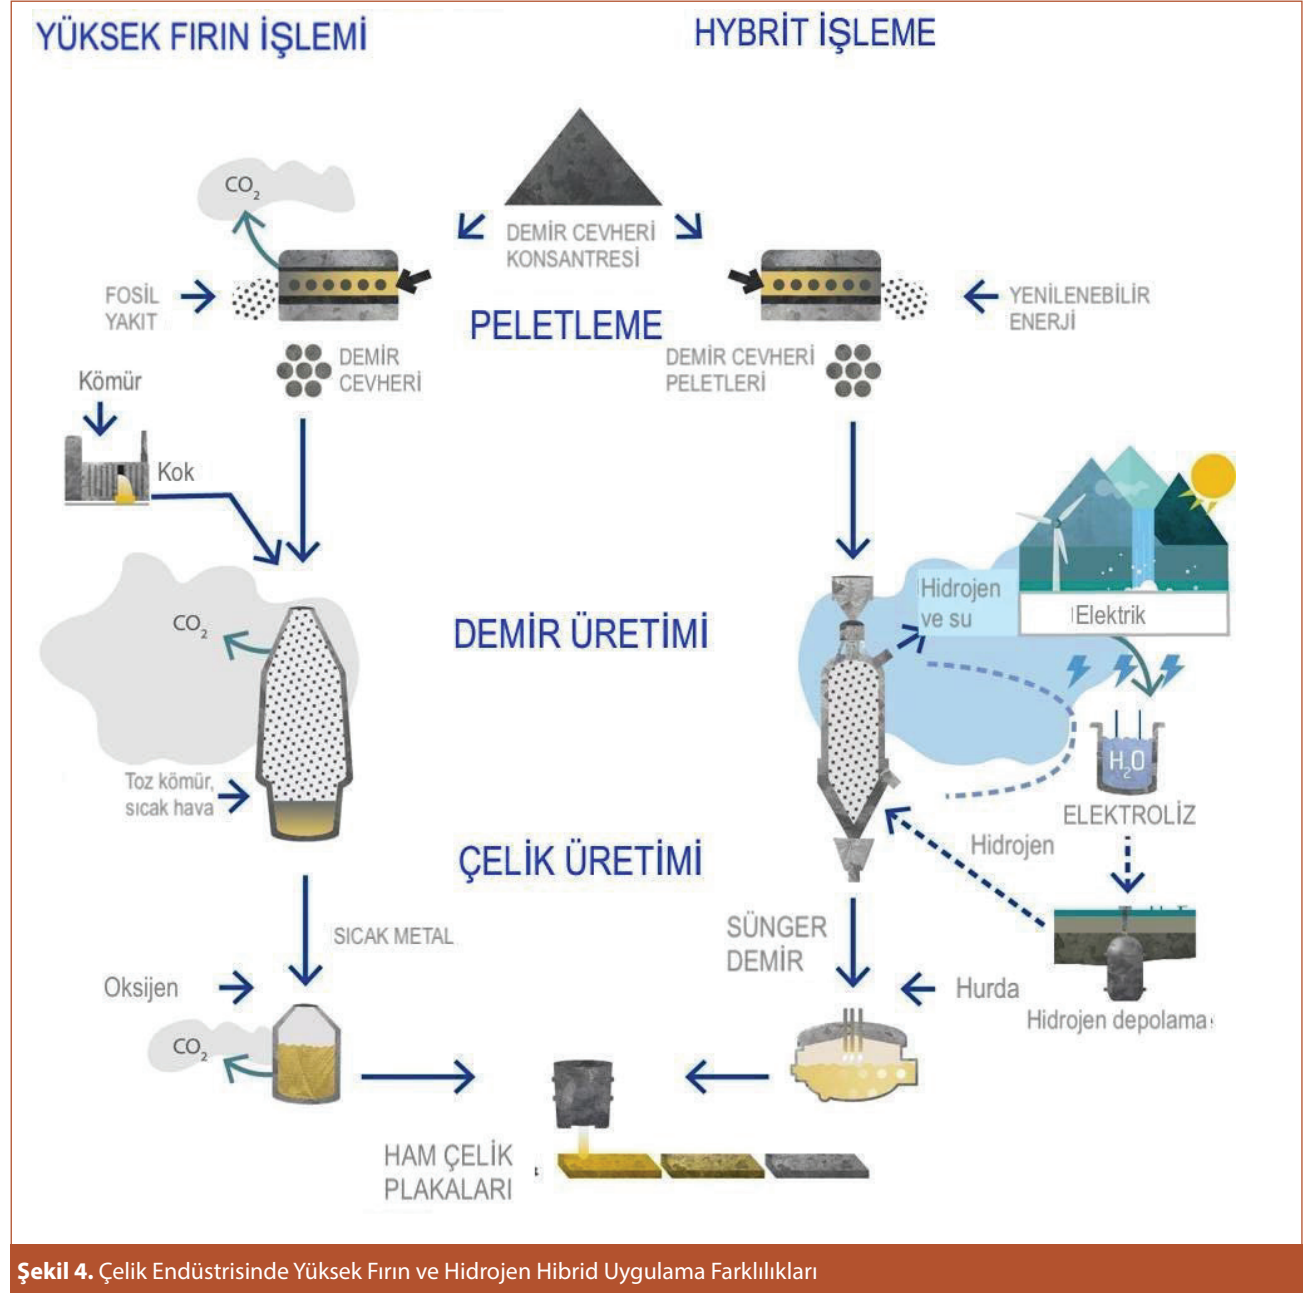 YÜKSEK FIRIN İŞLEMİ
HYBRİT İŞLEME
CO2
DEMİR CEVHERİ
KONSANTRESİ
FOSİL
YAKIT
YENİLENEBİLİR
ENERJİ
PELETLEME
DEMİR
CEVHERİ
DEMİR CEVHERİ
PELETLERİ
Kömür
Kok
Hidrojen
ve su
Elektrik
CO2
DEMİR ÜRETİMİ
H2O
Toz kömür,
sıcak hava
ELEKTROLİZ
Hidrojen
ÇELİK ÜRETİMİ
SICAK METAL
SÜNGER
DEMİR
Oksijen
Hurda
Hidrojen depolama
CO2
HAM ÇELİK
PLAKALARI
Şekil 4. Çelik Endüstrisinde Yüksek Fırın ve Hidrojen Hibrid Uygulama Farklılıkları